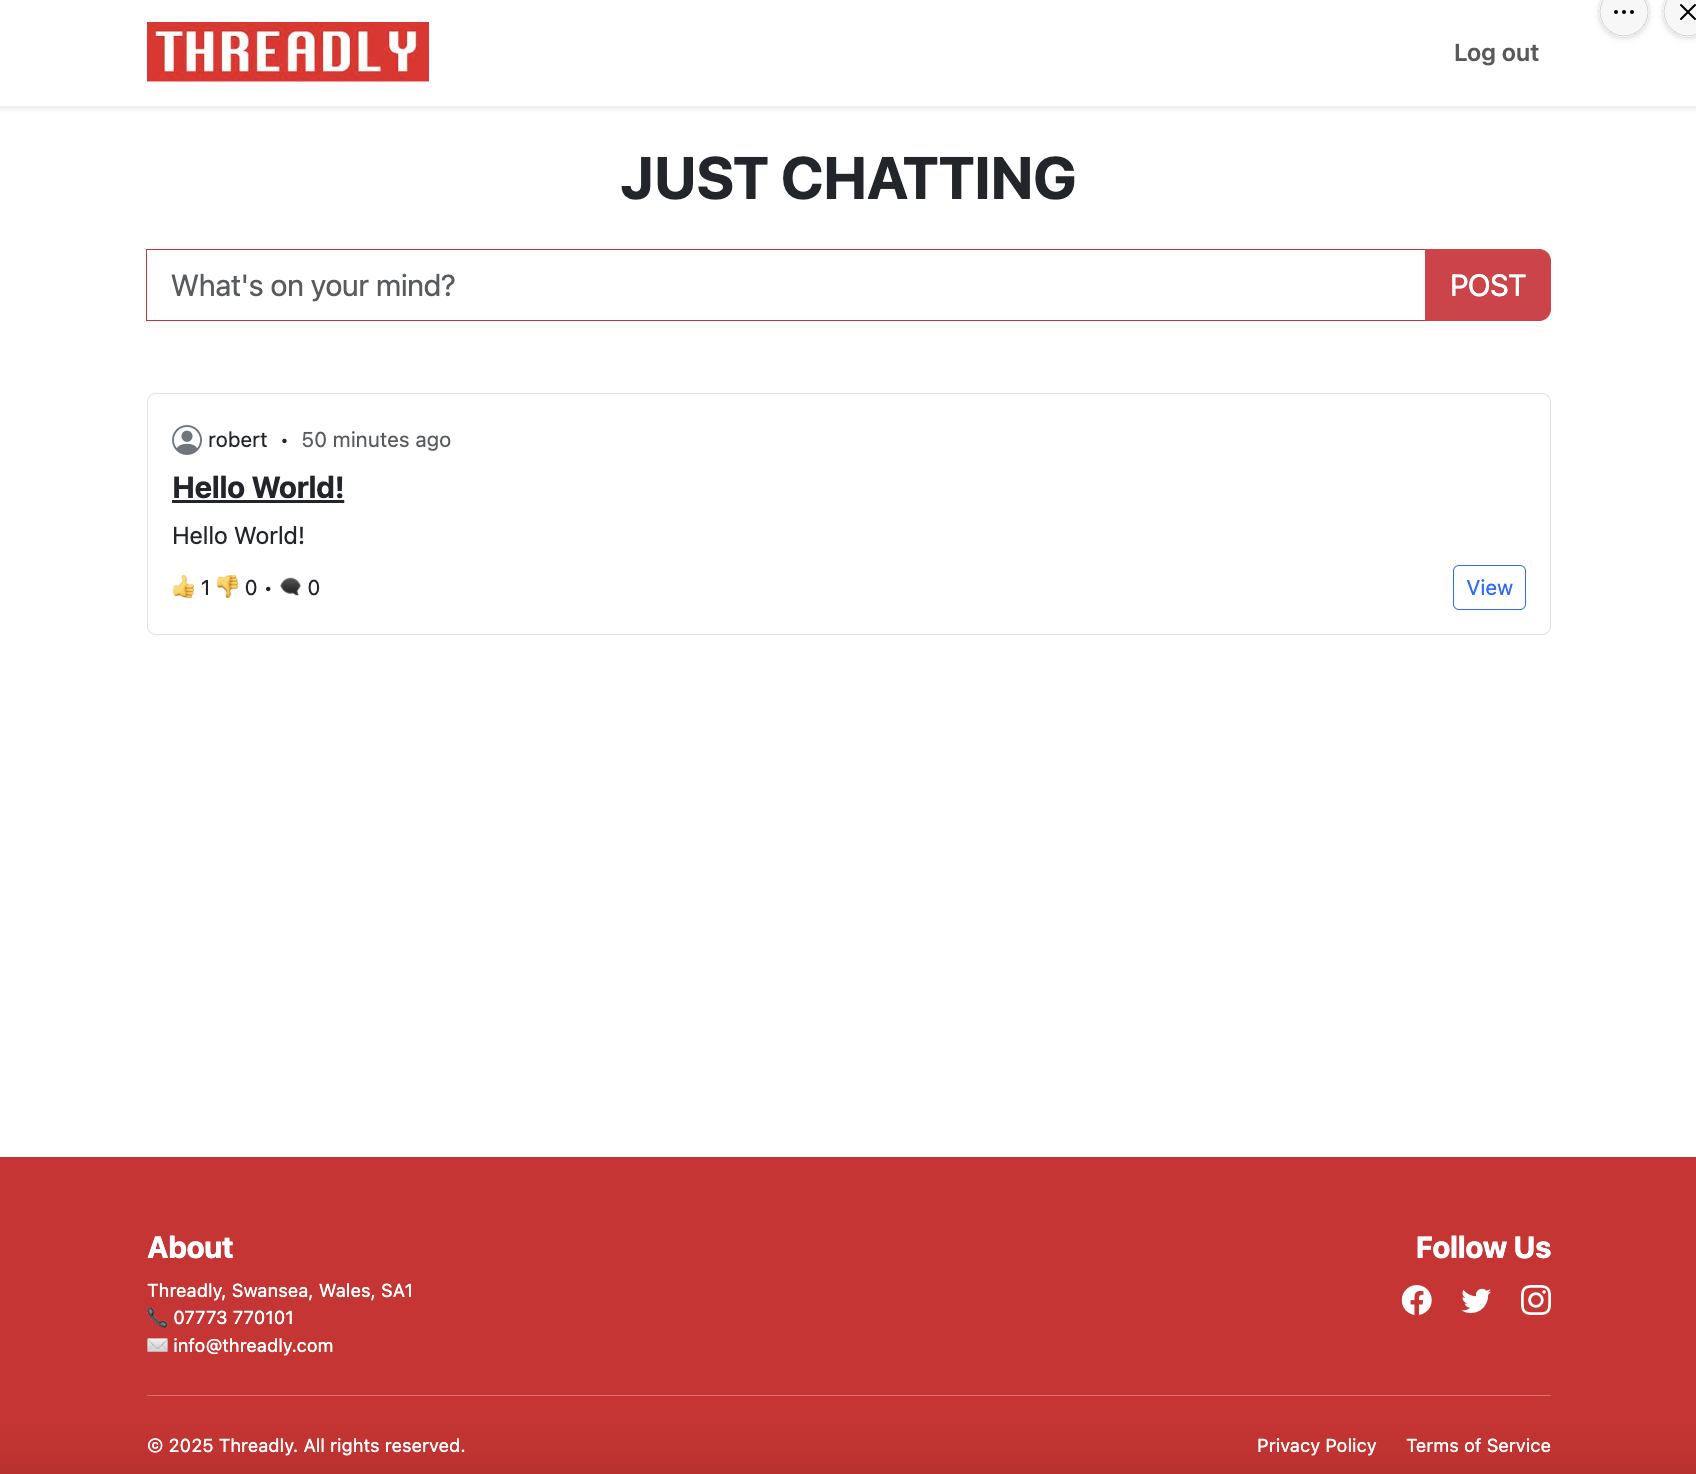 THREADLY
Log out
JUST CHATTING
What's on your mind?
POST
robert • 50 minutes ago
Hello World!
Hello World!
👍 1 👎 0 • 🗨 0
View
About
Threadly, Swansea, Wales, SA1
📞 07773 770101
✉️ info@threadly.com
Follow Us
© 2025 Threadly. All rights reserved.
Privacy Policy
Terms of Service